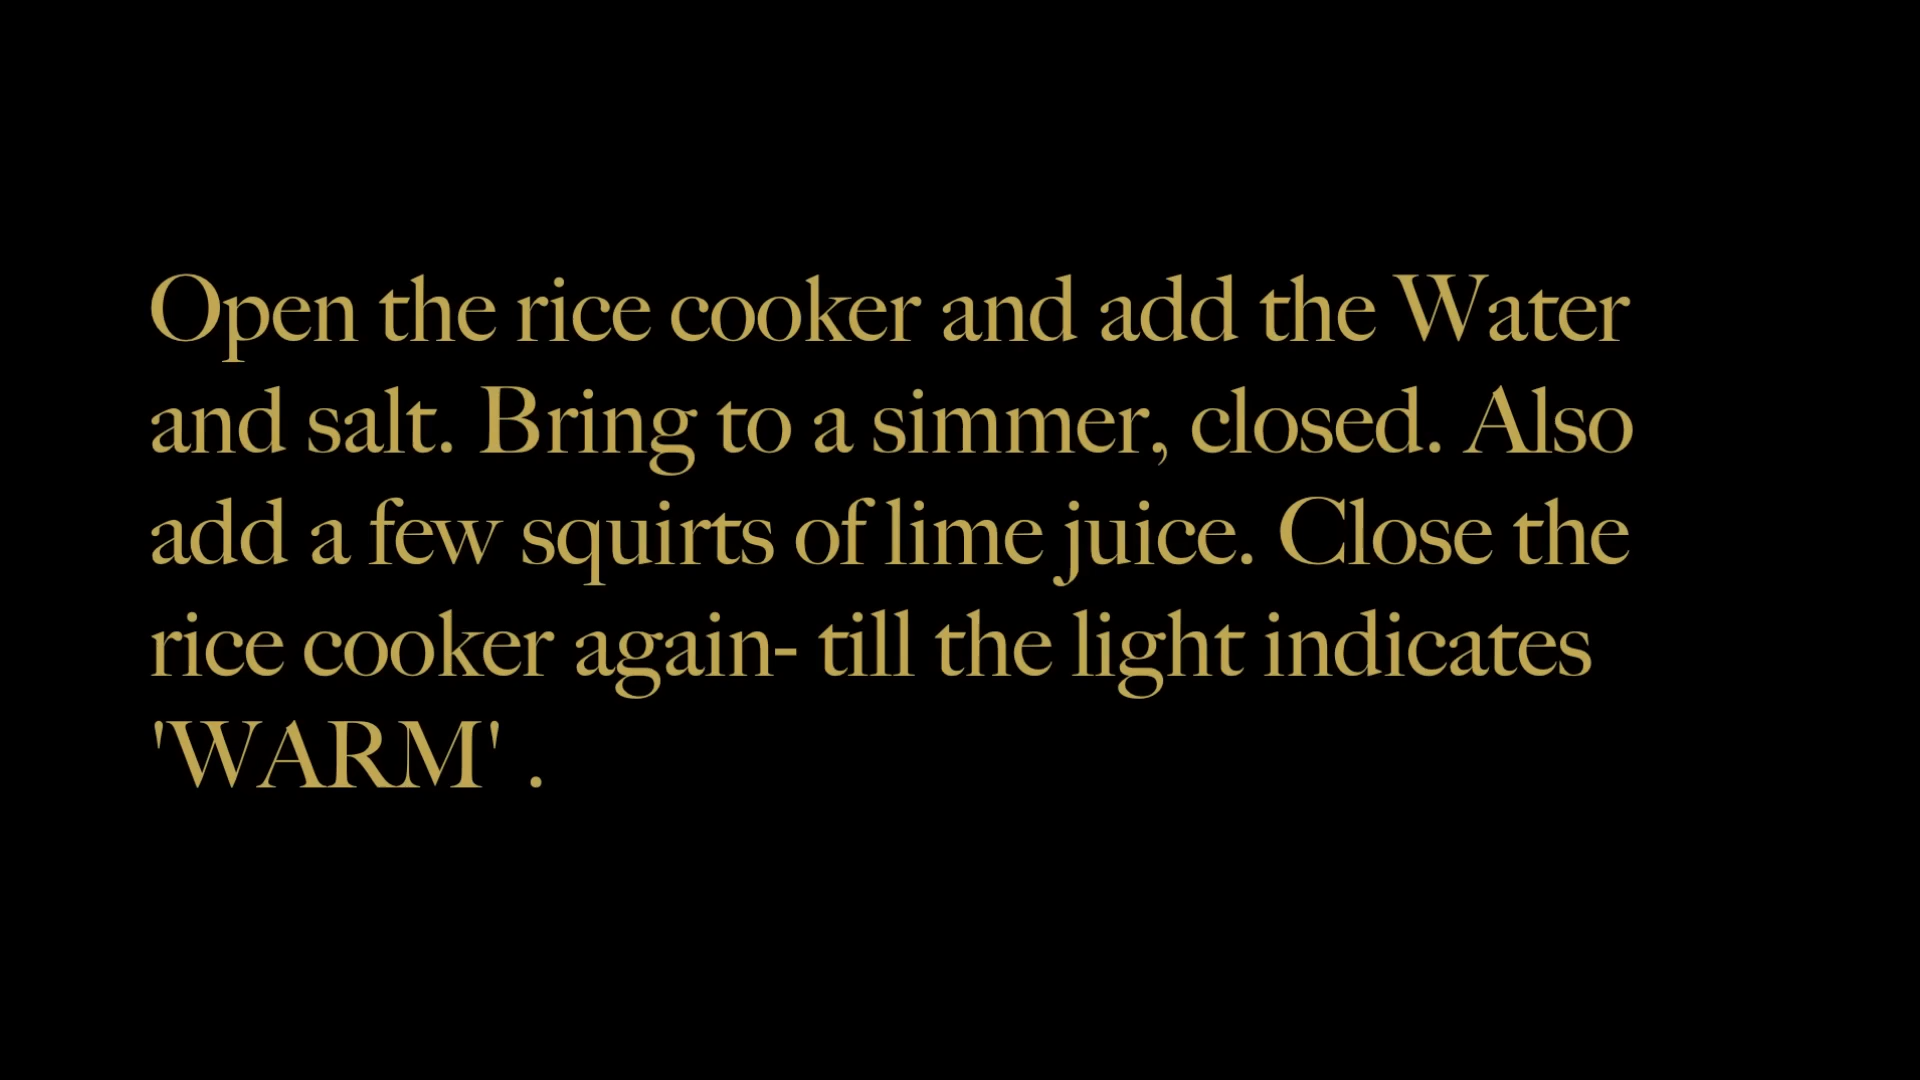 Open the rice cooker and add the Water
and salt. Bring to a simmer, closed. Also
add a few squirts of lime juice. Close the
rice cooker again- till the light indicates
'WARM' .